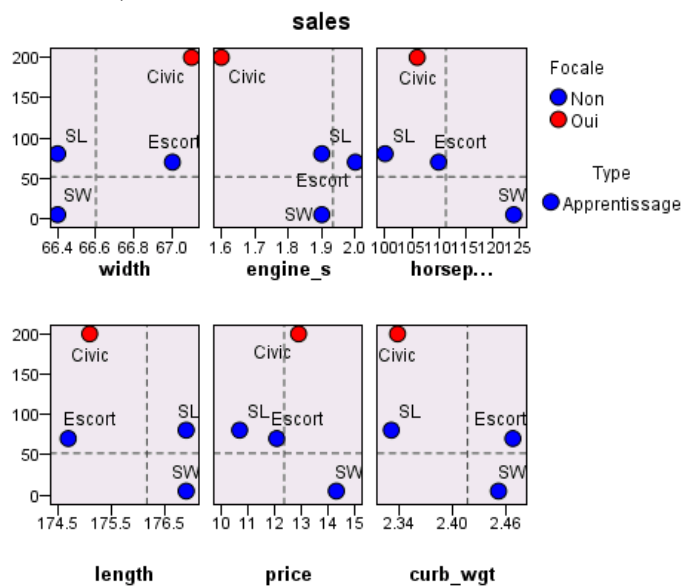 sales
200
150
100
50
0
Civic
SL
Escort
SW
Civic
SL
Escort
SW
Civic
SL
Escort
SW
Focale
Non
Oui
Type
Apprentissage
66.4 66.6 66.8 67.0
1.6 1.7 1.8 1.9 2.0
100105110115120125
width
engine_s
horsep...
200
150
100
50
0
Civic
Escort
SL
SW
Civic
SL
Escort
SW
Civic
SL
Escort
SW
174.5 175.5 176.5
10 11 12 13 14 15
2.34 2.40 2.46
length
price
curb_wgt